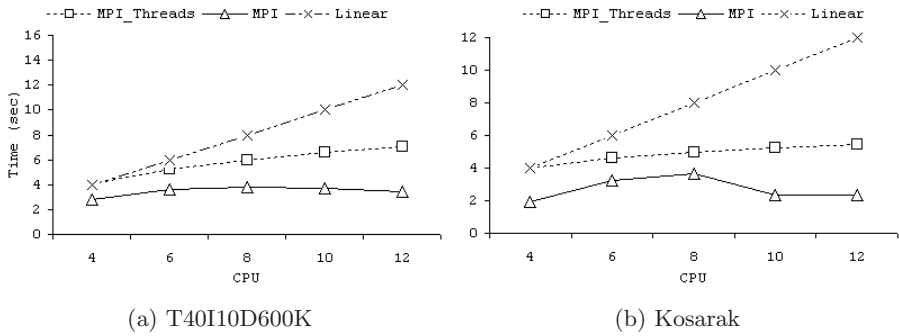 MPI_Threads MPI Linear
16
14
12
10
8
6
4
2
0
Time (sec)
4 6 8 10 12
CPU
(a) T40I10D600K
MPI_Threads MPI Linear
12
10
8
6
4
2
0
4 6 8 10 12
CPU
(b) Kosarak